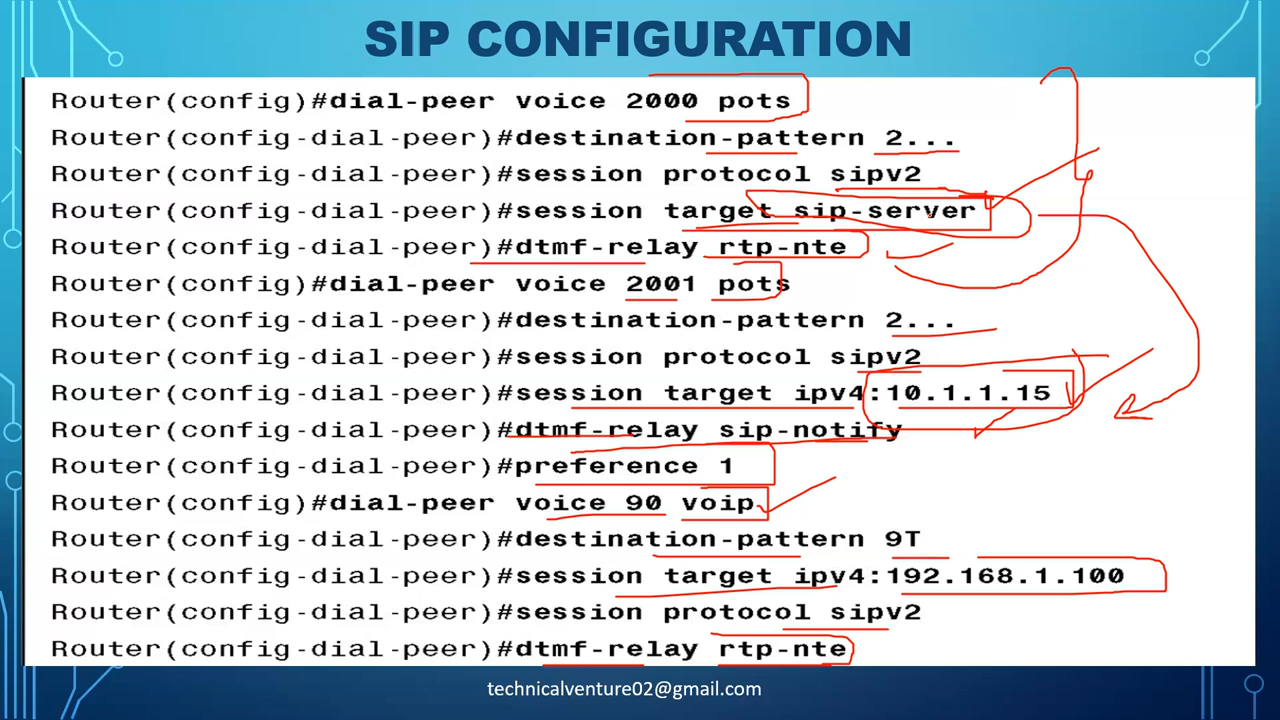 SIP CONFIGURATION
Router(config)#dial-peer voice 2000 pots
Router(config-dial-peer)#destination-pattern 2...
Router(config-dial-peer)#session protocol sipv2
Router(config-dial-peer)#session target sip-server
Router(config-dial-peer)#dtmf-relay rtp-nte
Router(config)#dial-peer voice 2001 pots
Router(config-dial-peer)#destination-pattern 2...
Router(config-dial-peer)#session protocol sipv2
Router(config-dial-peer)#session target ipv4:10.1.1.15
Router(config-dial-peer)#dtmf-relay sip-notify
Router(config-dial-peer)#preference 1
Router(config)#dial-peer voice 90 voip
Router(config-dial-peer)#destination-pattern 9T
Router(config-dial-peer)#session target ipv4:192.168.1.100
Router(config-dial-peer)#session protocol sipv2
Router(config-dial-peer)#dtmf-relay rtp-nte
technicalventure02@gmail.com